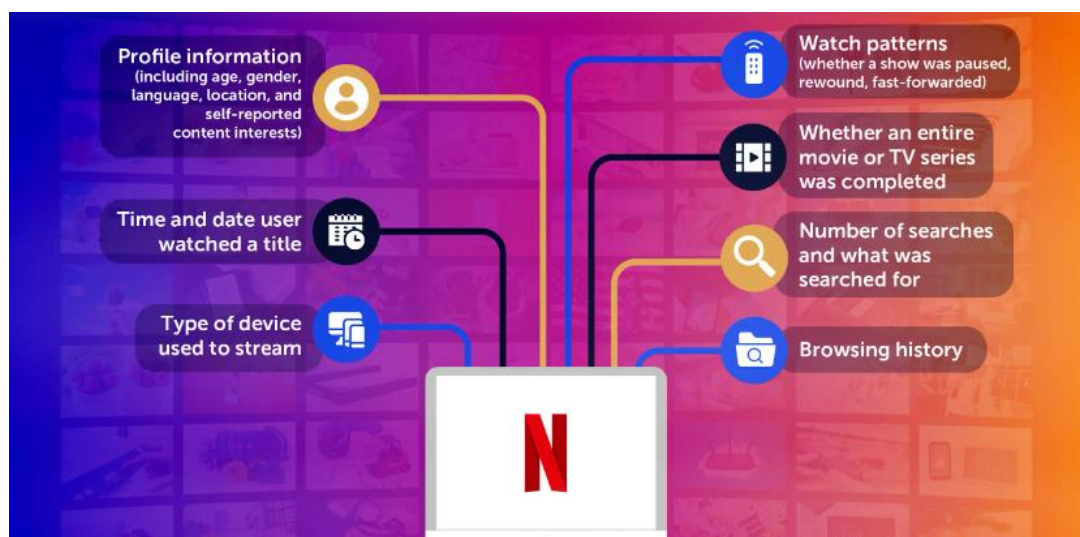 Profile information
(including age, gender,
language, location, and
self-reported
content interests)
Time and date user
watched a title
Type of device
used to stream
Watch patterns
(whether a show was paused,
rewound, fast-forwarded)
Whether an entire
movie or TV series
was completed
Number of searches
and what was
searched for
Browsing history
N